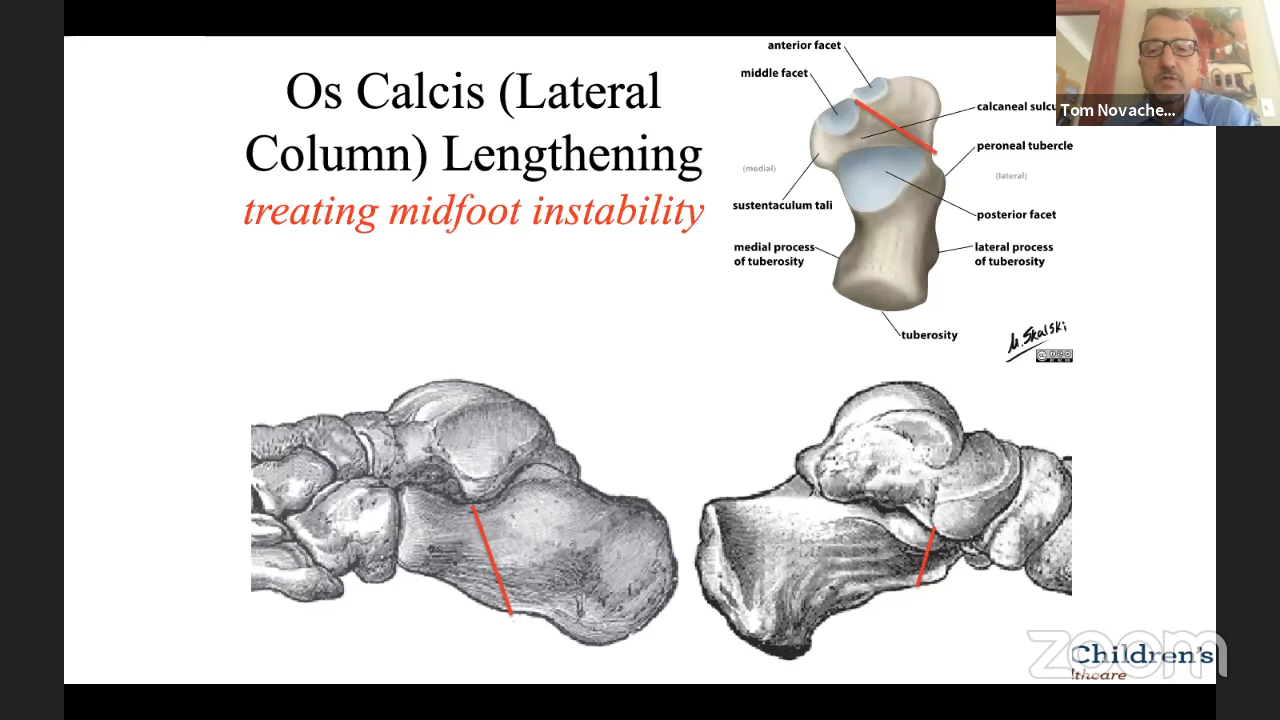 Os Calcis (Lateral
Column) Lengthening
treating midfoot instability
anterior facet
middle facet
calcaneal sulcu
Tom Novache...
peroneal tubercle
(medial)
(lateral)
sustentaculum tali
posterior facet
medial process
of tuberosity
lateral process
of tuberosity
tuberosity
M. Skalski
zoom
Children's
lthcare